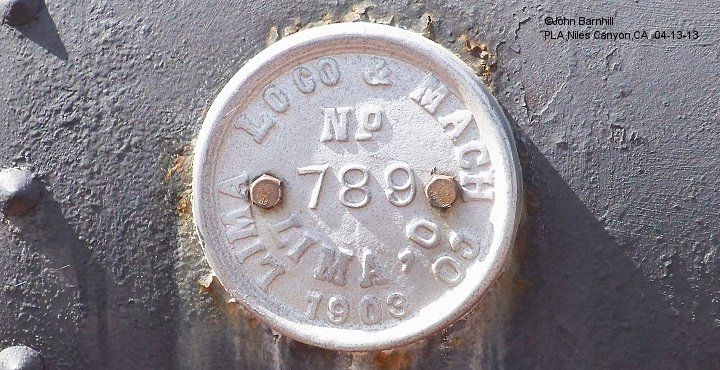 ©John Barnhill
PLA,Niles Canyon,CA. 04-13-13
LIMA LOCO & MACH CO
No
789
LIMA, O
1903